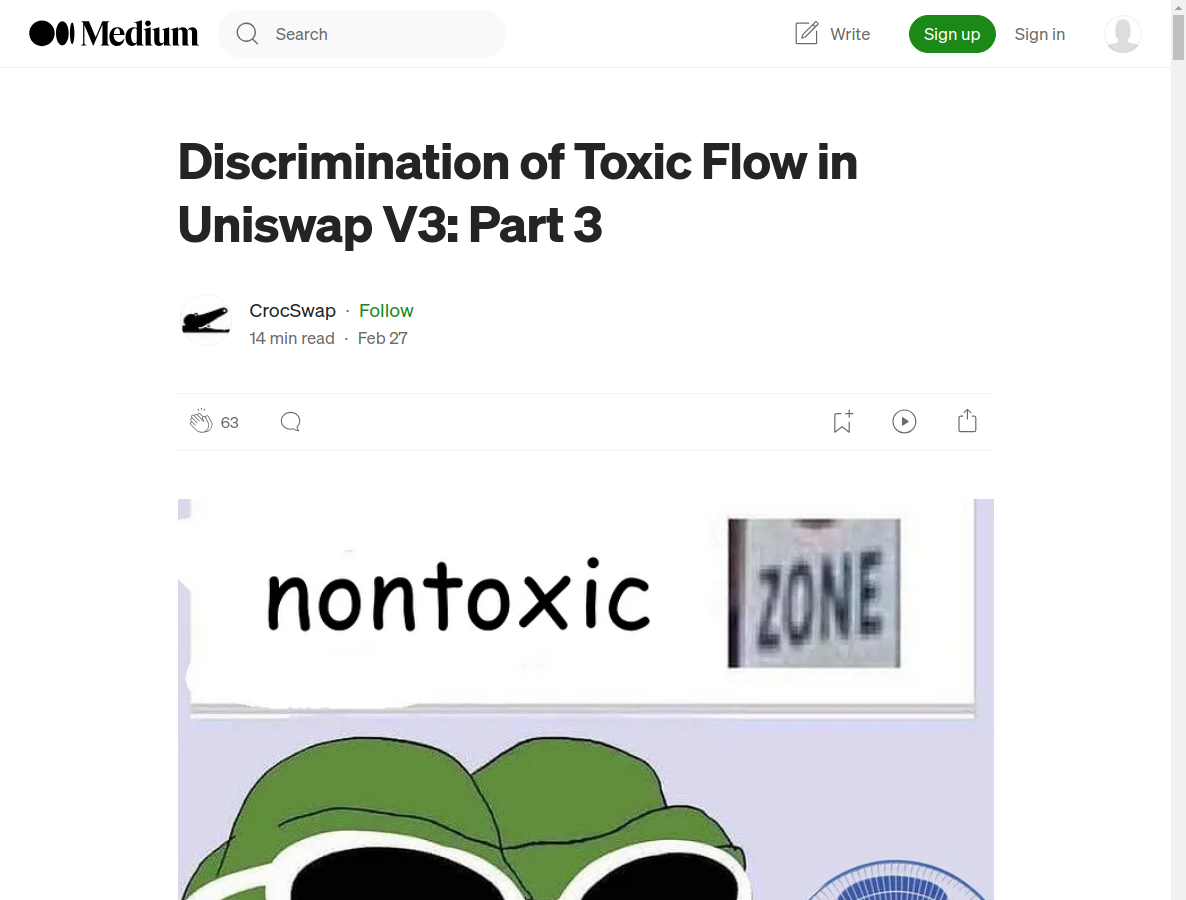 Medium
Search
Write
Sign up
Sign in
Discrimination of Toxic Flow in
Uniswap V3: Part 3
CrocSwap · Follow
14 min read · Feb 27
63
nontoxic
ZONE